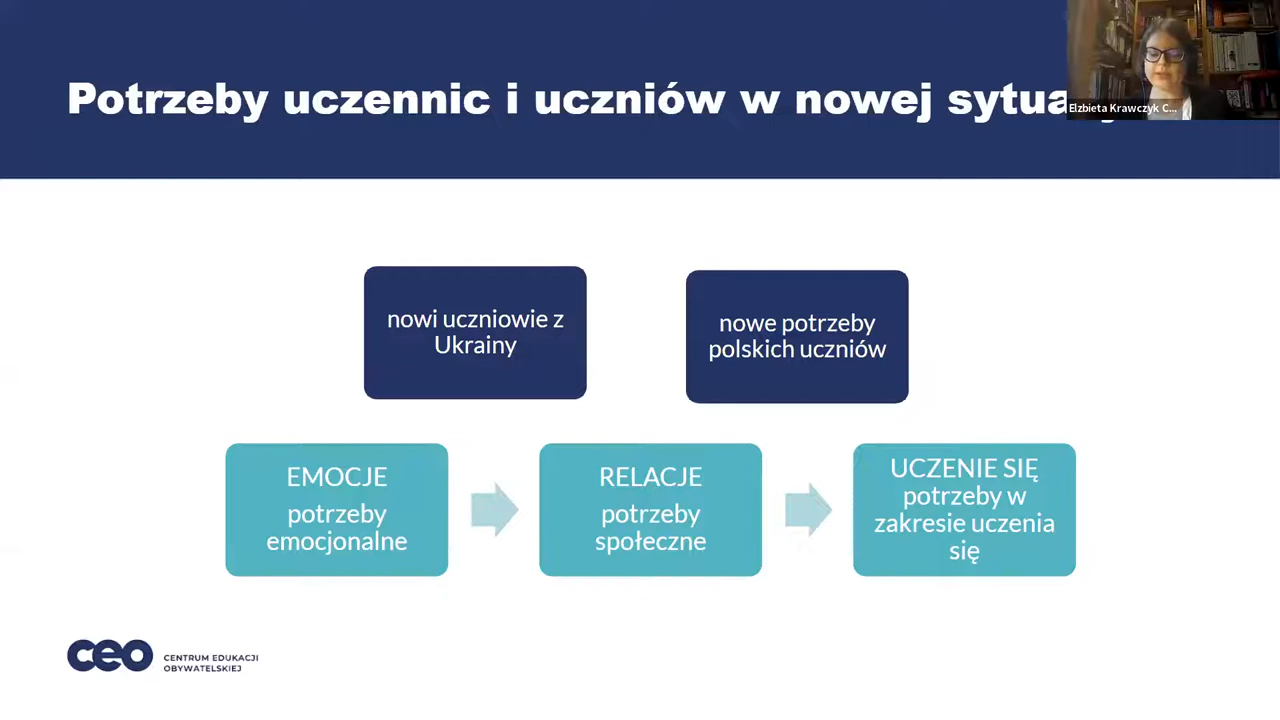 Potrzeby uczennic i uczniów w nowej
Elzbieta Krawczyk C...
nowi uczniowie z
Ukrainy
nowe potrzeby
polskich uczniów
EMOCJE
potrzeby
emocjonalne
RELACJE
potrzeby
społeczne
UCZENIE SIĘ
potrzeby w
zakresie uczenia
się
ceo
CENTRUM EDUKACJI
OBYWATELSKIEJ